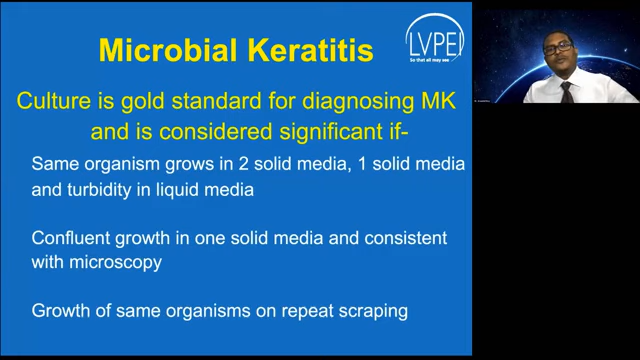 Microbial Keratitis
LVPEI
So that all may see
Culture is gold standard for diagnosing MK
and is considered significant if-
Same organism grows in 2 solid media, 1 solid media
and turbidity in liquid media
Confluent growth in one solid media and consistent
with microscopy
Growth of same organisms on repeat scraping